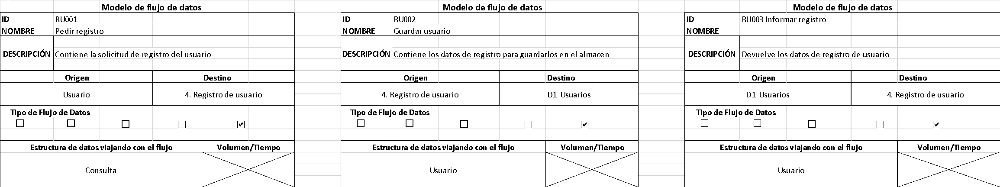 Modelo de flujo de datos
ID RU001
NOMBRE Pedir registro
DESCRIPCIÓN Contiene la solicitud de registro del usuario
Origen Destino
Usuario 4. Registro de usuario
Tipo de Flujo de Datos
Estructura de datos viajando con el flujo Volumen/Tiempo
Consulta
Modelo de flujo de datos
ID RU002
NOMBRE Guardar usuario
DESCRIPCIÓN Contiene los datos de registro para guardarlos en el almacen
Origen Destino
4. Registro de usuario D1 Usuarios
Tipo de Flujo de Datos
Estructura de datos viajando con el flujo Volumen/Tiempo
Usuario
Modelo de flujo de datos
ID RU003 Informar registro
NOMBRE
DESCRIPCIÓN Devuelve los datos de registro de usuario
Origen Destino
D1 Usuarios 4. Registro de usuario
Tipo de Flujo de Datos
Estructura de datos viajando con el flujo Volumen/Tiempo
Usuario